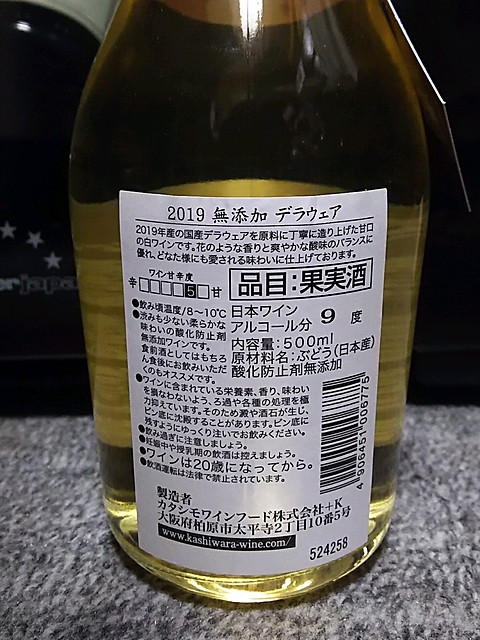 2019 無添加 デラウェア
2019年産の国産デラウェアを原料に丁寧に造り上げた甘口
の白ワインです。花のような香りと爽やかな酸味のバランスに
優れ、どなた様にも愛される味わいに仕上げております。
ワイン甘辛度
辛□□□□5□甘
品目:果実酒
●飲み頃温度/8~10℃
●渋みも少ない柔らかな
味わいの酸化防止剤
無添加ワインです。
食前酒としてはもちろ
ん食後にお飲みいただ
くのもオススメです。
日本ワイン
アルコール分 9 度
内容量:500ml
原材料名:ぶどう(日本産)
酸化防止剤無添加
●ワインに含まれている栄養素、香り、味わい
を損なわないよう、ろ過や各種の処理を極
力抑えています。そのため澱や酒石が生じ、
ビン底に沈殿することがあります。ビン底に
残すようにゆっくり注いでお飲みください。
●飲み過ぎに注意しましょう。
●妊娠中や授乳期の飲酒は控えましょう。
●ワインは20歳になってから。
●飲酒運転は法律で禁止されています。
4906451006775
製造者
カタシモワインフード株式会社+K
大阪府柏原市太平寺2丁目10番5号
www.kashiwara-wine.com/
524258
japan